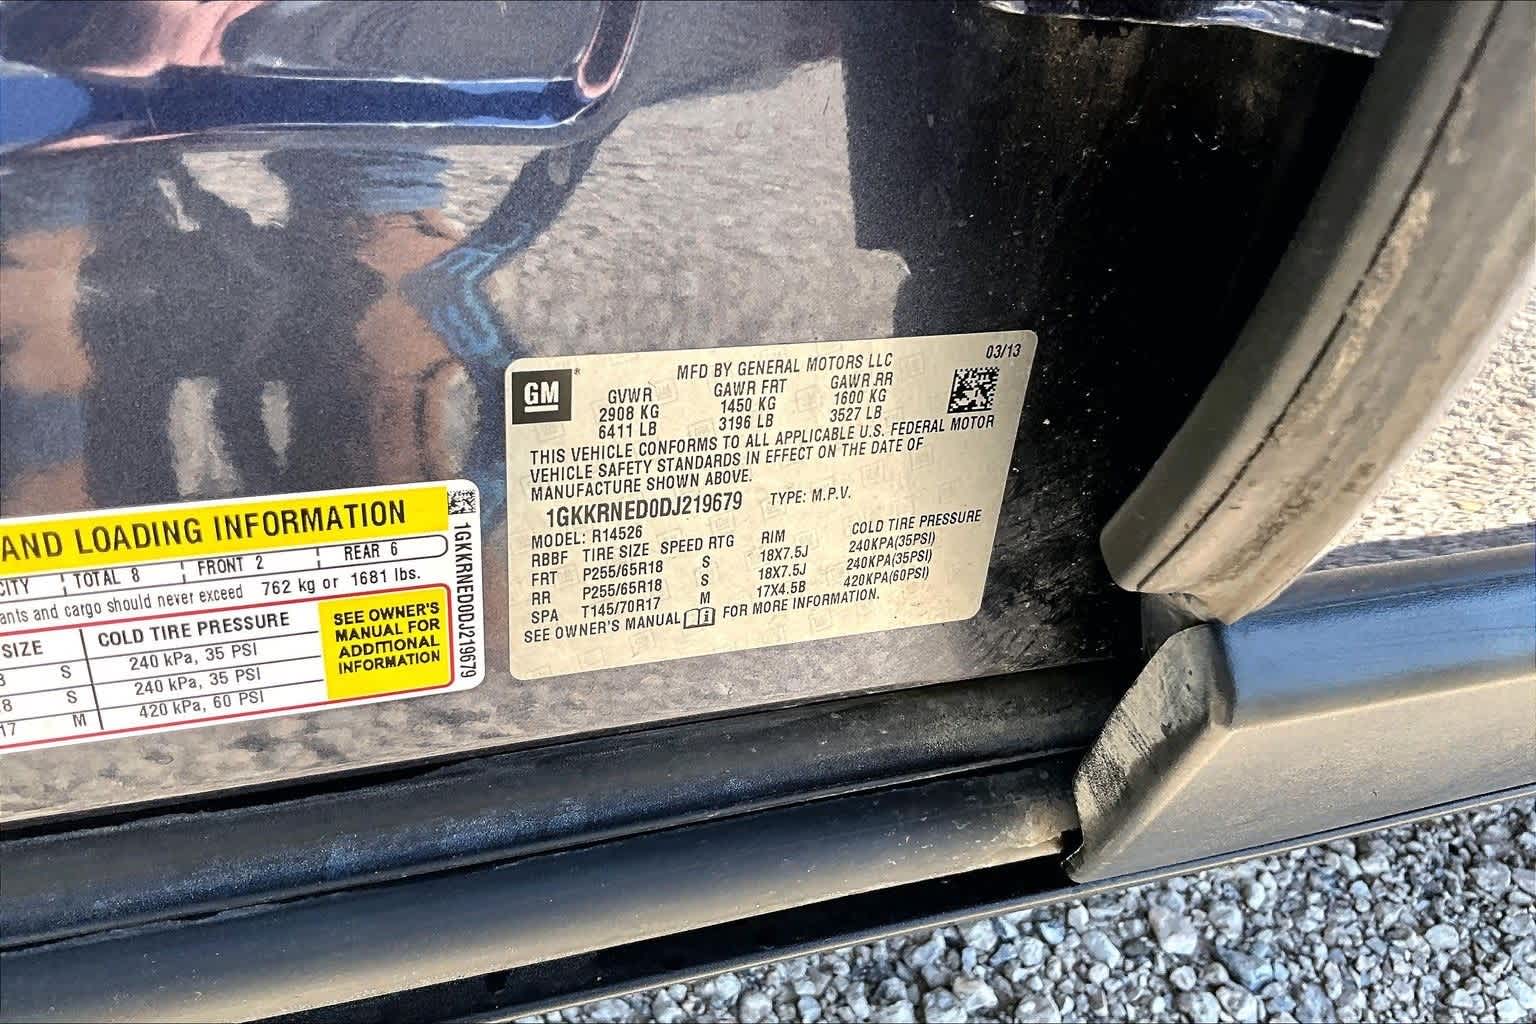 AND LOADING INFORMATION
CITY TOTAL 8 FRONT 2 REAR 6
ants and cargo should never exceed 762 kg or 1681 lbs.
SIZE COLD TIRE PRESSURE
S 240 kPa, 35 PSI
8 S 240 kPa, 35 PSI
17 M 420 kPa, 60 PSI
SEE OWNER'S
MANUAL FOR
ADDITIONAL
INFORMATION
1GKKRNED0DJ219679
GM®
MFD BY GENERAL MOTORS LLC 03/13
GVWR GAWR FRT GAWR RR
2908 KG 1450 KG 1600 KG
6411 LB 3196 LB 3527 LB
THIS VEHICLE CONFORMS TO ALL APPLICABLE U.S. FEDERAL MOTOR
VEHICLE SAFETY STANDARDS IN EFFECT ON THE DATE OF
MANUFACTURE SHOWN ABOVE.
1GKKRNED0DJ219679 TYPE: M.P.V.
MODEL: R14526
RBBF TIRE SIZE SPEED RTG RIM COLD TIRE PRESSURE
FRT P255/65R18 S 18X7.5J 240KPA(35PSI)
RR P255/65R18 S 18X7.5J 240KPA(35PSI)
SPA T145/70R17 M 17X4.5B 420KPA(60PSI)
SEE OWNER'S MANUAL FOR MORE INFORMATION.